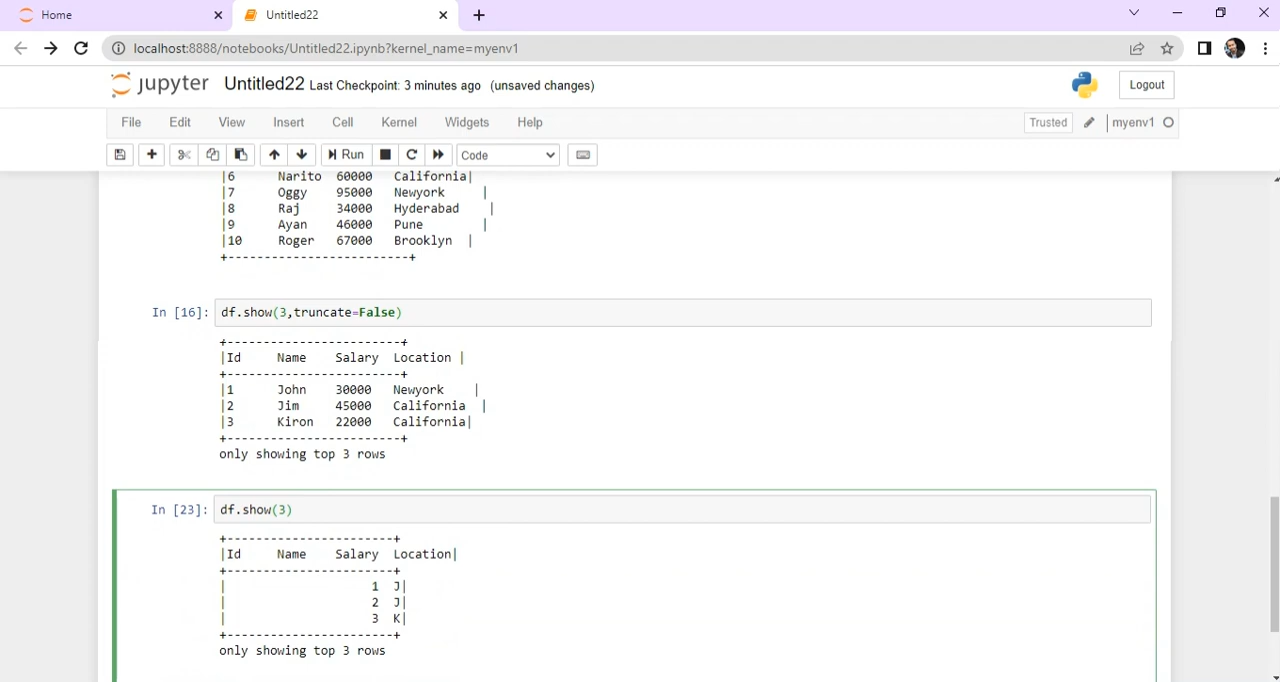 Home
Untitled22
localhost:8888/notebooks/Untitled22.ipynb?kernel_name=myenv1
jupyter Untitled22 Last Checkpoint: 3 minutes ago (unsaved changes)
Logout
File Edit View Insert Cell Kernel Widgets Help
Trusted myenv1
Run Code
|6 Narito 60000 California|
|7 Oggy 95000 Newyork |
|8 Raj 34000 Hyderabad |
|9 Ayan 46000 Pune |
|10 Roger 67000 Brooklyn |
+--------------------------+
In [16]: df.show(3,truncate=False)
+-------------------------+
|Id Name Salary Location |
+-------------------------+
|1 John 30000 Newyork |
|2 Jim 45000 California |
|3 Kiron 22000 California|
+-------------------------+
only showing top 3 rows
In [23]: df.show(3)
+------------------------+
|Id Name Salary Location|
+------------------------+
| 1 J|
| 2 J|
| 3 K|
+------------------------+
only showing top 3 rows